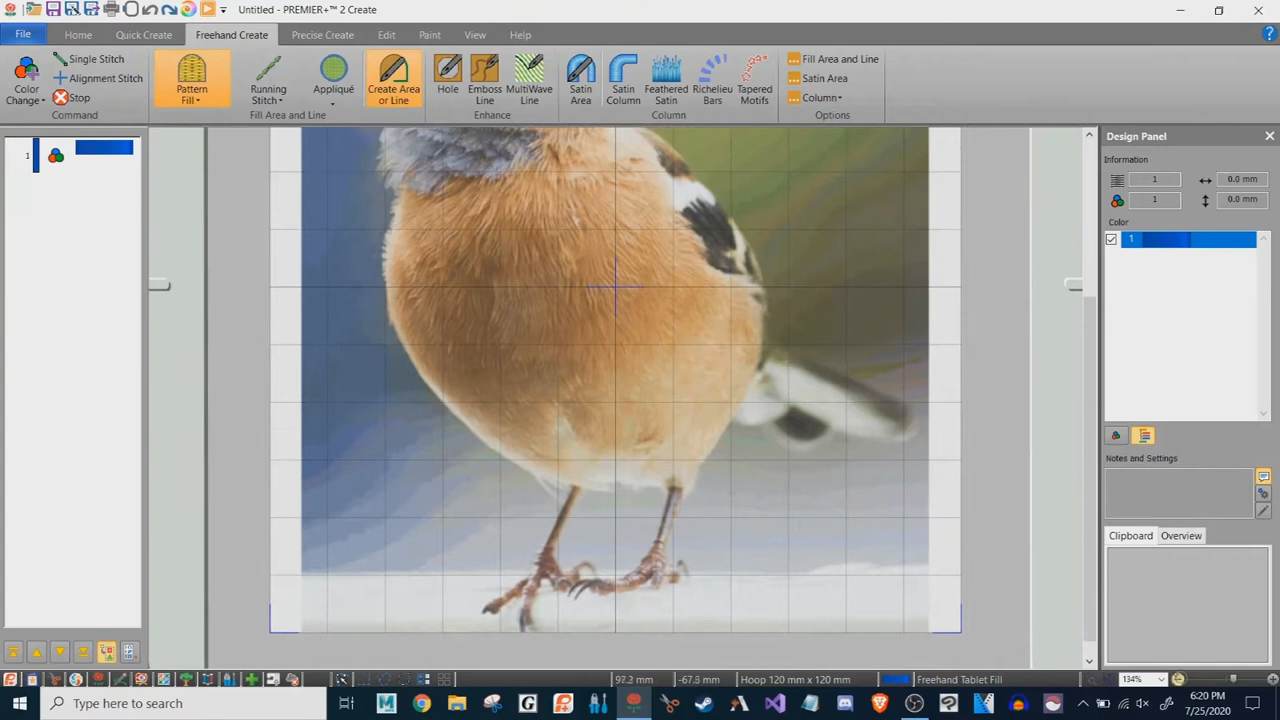 Untitled - PREMIER+™ 2 Create
File Home Quick Create Freehand Create Precise Create Edit Paint View Help
Color Change
Single Stitch
Alignment Stitch
Stop
Command
Pattern Fill
Running Stitch
Appliqué
Create Area or Line
Fill Area and Line
Hole
Emboss Line
MultiWave Line
Enhance
Satin Area
Satin Column
Feathered Satin
Richelieu Bars
Tapered Motifs
Column
Fill Area and Line
Satin Area
Column
Options
1
Design Panel
Information
1 0.0 mm
1 0.0 mm
Color
1
Notes and Settings
Clipboard Overview
97.2 mm -67.8 mm Hoop 120 mm x 120 mm Freehand Tablet Fill 134%
Type here to search
6:20 PM
7/25/2020